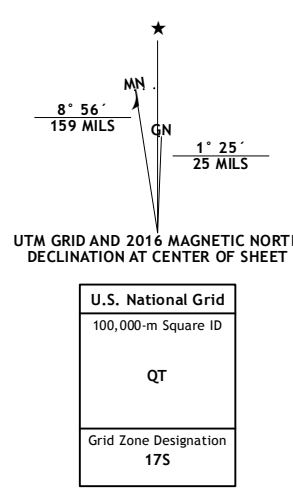 ★
MN
8° 56´
159 MILS
GN
1° 25´
25 MILS
UTM GRID AND 2016 MAGNETIC NORT
DECLINATION AT CENTER OF SHEET
U.S. National Grid
100,000-m Square ID
QT
Grid Zone Designation
17S